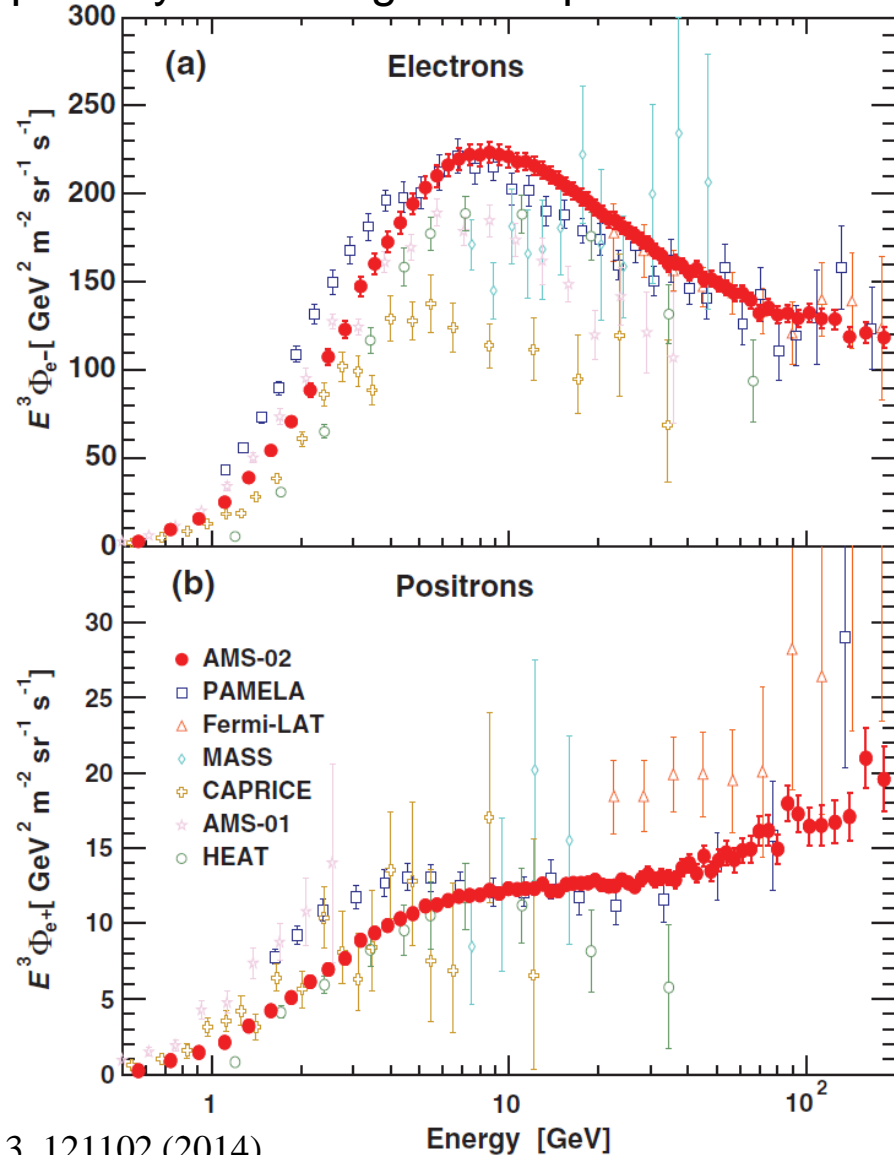 300
(a) Electrons
250
200
150
100
50
0
E³Φe-[ GeV² m⁻² sr⁻¹ s⁻¹]
(b) Positrons
30
25
20
15
10
5
0
E³Φe+[ GeV² m⁻² sr⁻¹ s⁻¹]
AMS-02
PAMELA
Fermi-LAT
MASS
CAPRICE
AMS-01
HEAT
1 10 10²
Energy [GeV]
3, 121102 (2014)